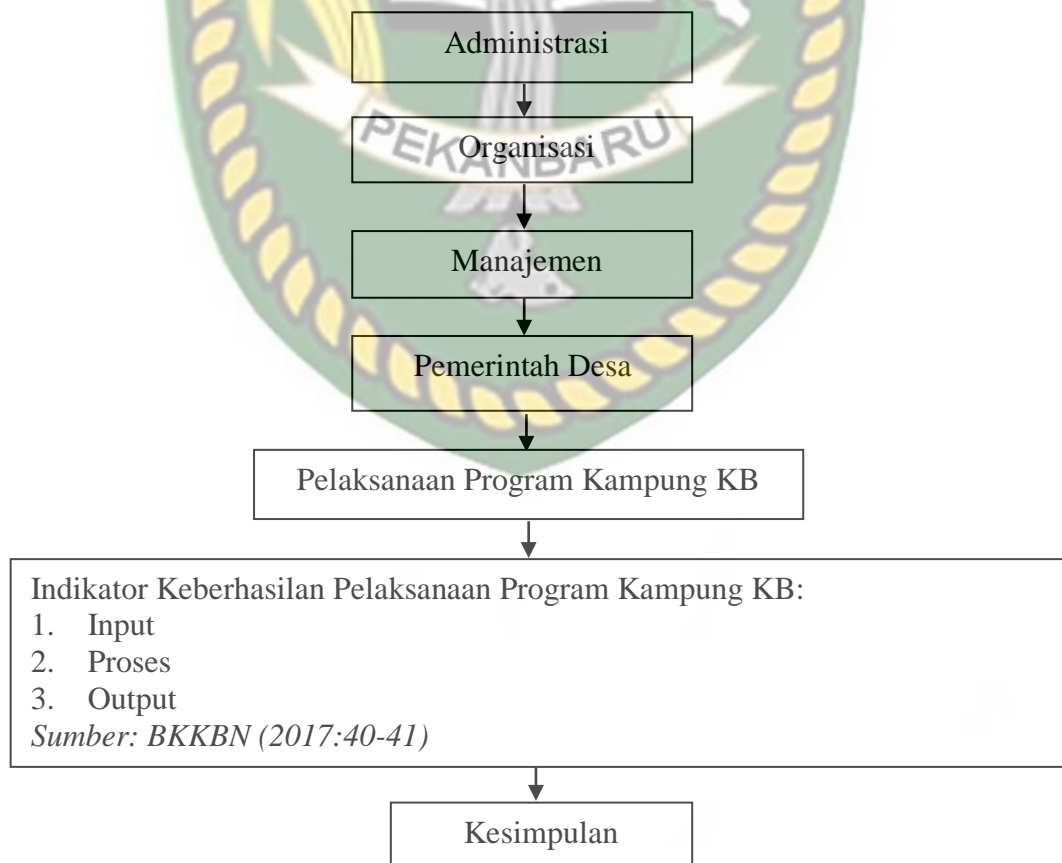 Administrasi
PEKANBARU
Organisasi
Manajemen
Pemerintah Desa
Pelaksanaan Program Kampung KB
Indikator Keberhasilan Pelaksanaan Program Kampung KB:
1. Input
2. Proses
3. Output
Sumber: BKKBN (2017:40-41)
Kesimpulan